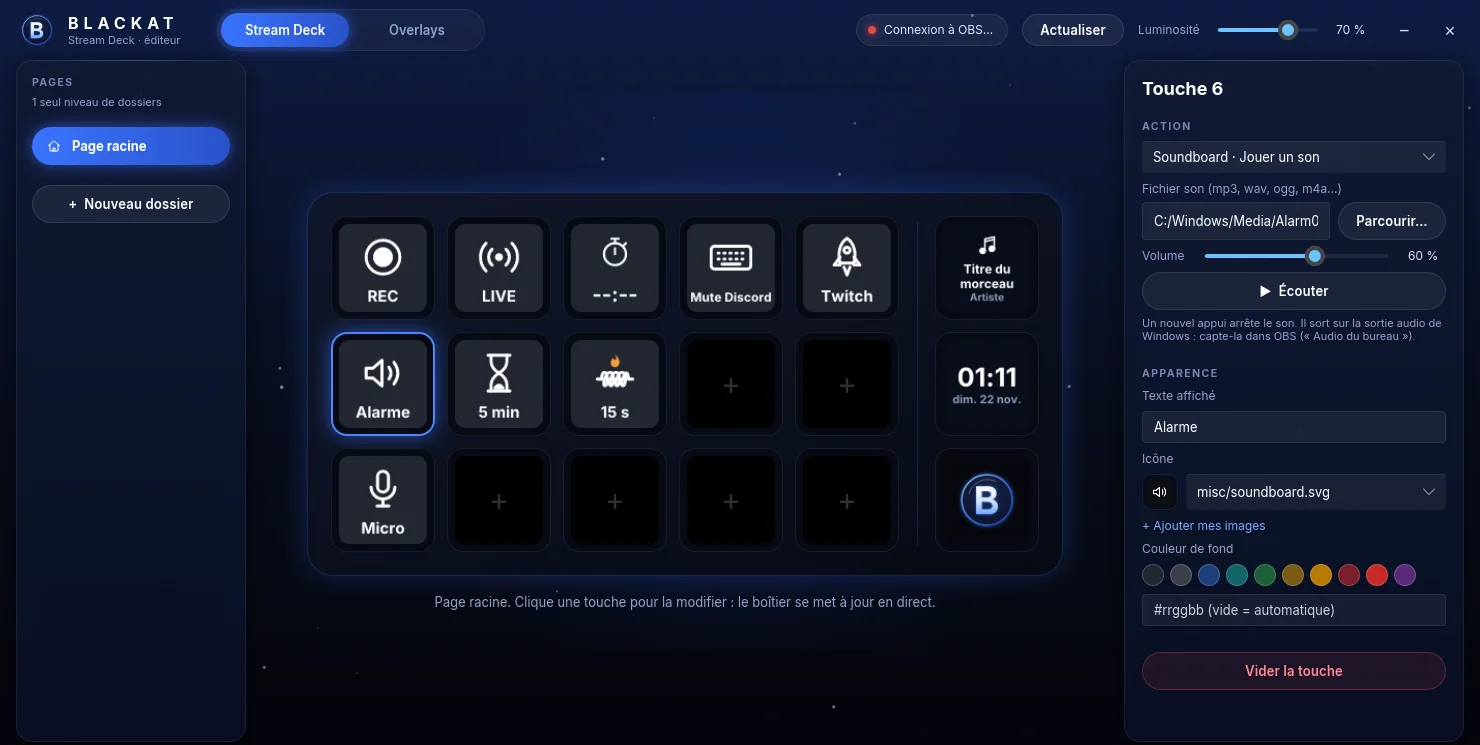 B
BLACKAT
Stream Deck · éditeur
Stream Deck
Overlays
Connexion à OBS...
Actualiser
Luminosité
70 %
PAGES
1 seul niveau de dossiers
Page racine
+ Nouveau dossier
REC
LIVE
--:--
Mute Discord
Twitch
Titre du
morceau
Artiste
Alarme
5 min
15 s
+
+
01:11
dim. 22 nov.
Micro
+
+
+
+
B
Page racine. Clique une touche pour la modifier : le boîtier se met à jour en direct.
Touche 6
ACTION
Soundboard · Jouer un son
Fichier son (mp3, wav, ogg, m4a...)
C:/Windows/Media/Alarm0
Parcourir...
Volume
60 %
Écouter
Un nouvel appui arrête le son. Il sort sur la sortie audio de
Windows : capte-la dans OBS (« Audio du bureau »).
APPARENCE
Texte affiché
Alarme
Icône
misc/soundboard.svg
+ Ajouter mes images
Couleur de fond
#rrggbb (vide = automatique)
Vider la touche